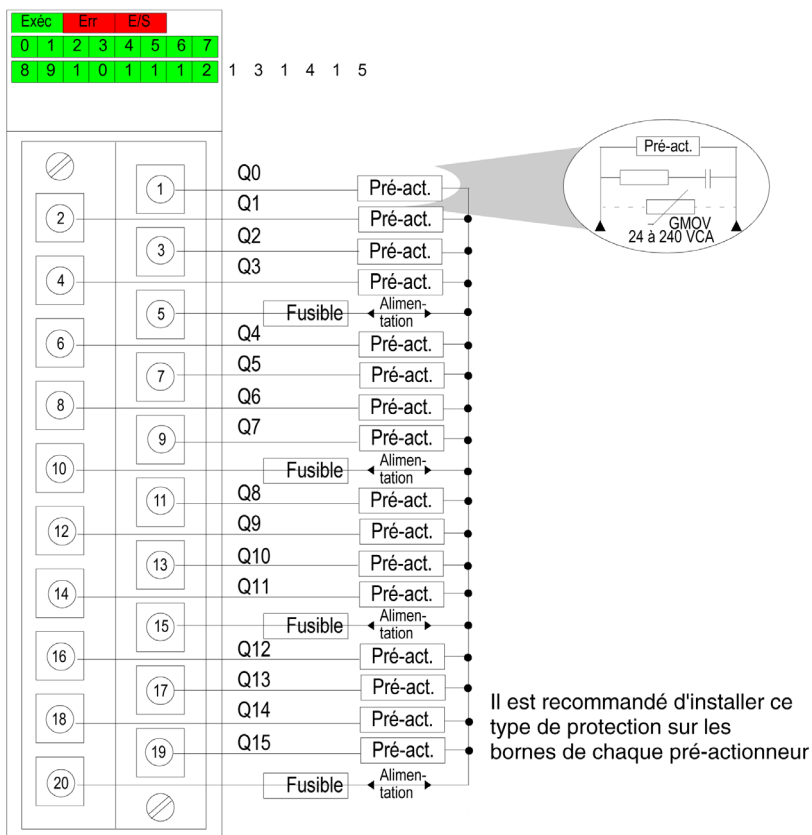 Exéc Err E/S
0 1 2 3 4 5 6 7
8 9 1 0 1 1 1 2 1 3 1 4 1 5
Pré-act.
GMOV
24 à 240 VCA
1 Q0 Pré-act.
2 Q1 Pré-act.
3 Q2 Pré-act.
4 Q3 Pré-act.
5 Fusible Alimen-
tation
6 Q4 Pré-act.
7 Q5 Pré-act.
8 Q6 Pré-act.
9 Q7 Pré-act.
10 Fusible Alimen-
tation
11 Q8 Pré-act.
12 Q9 Pré-act.
13 Q10 Pré-act.
14 Q11 Pré-act.
15 Fusible Alimen-
tation
16 Q12 Pré-act.
17 Q13 Pré-act.
18 Q14 Pré-act.
19 Q15 Pré-act.
20 Fusible Alimen-
tation
Il est recommandé d'installer ce
type de protection sur les
bornes de chaque pré-actionneur